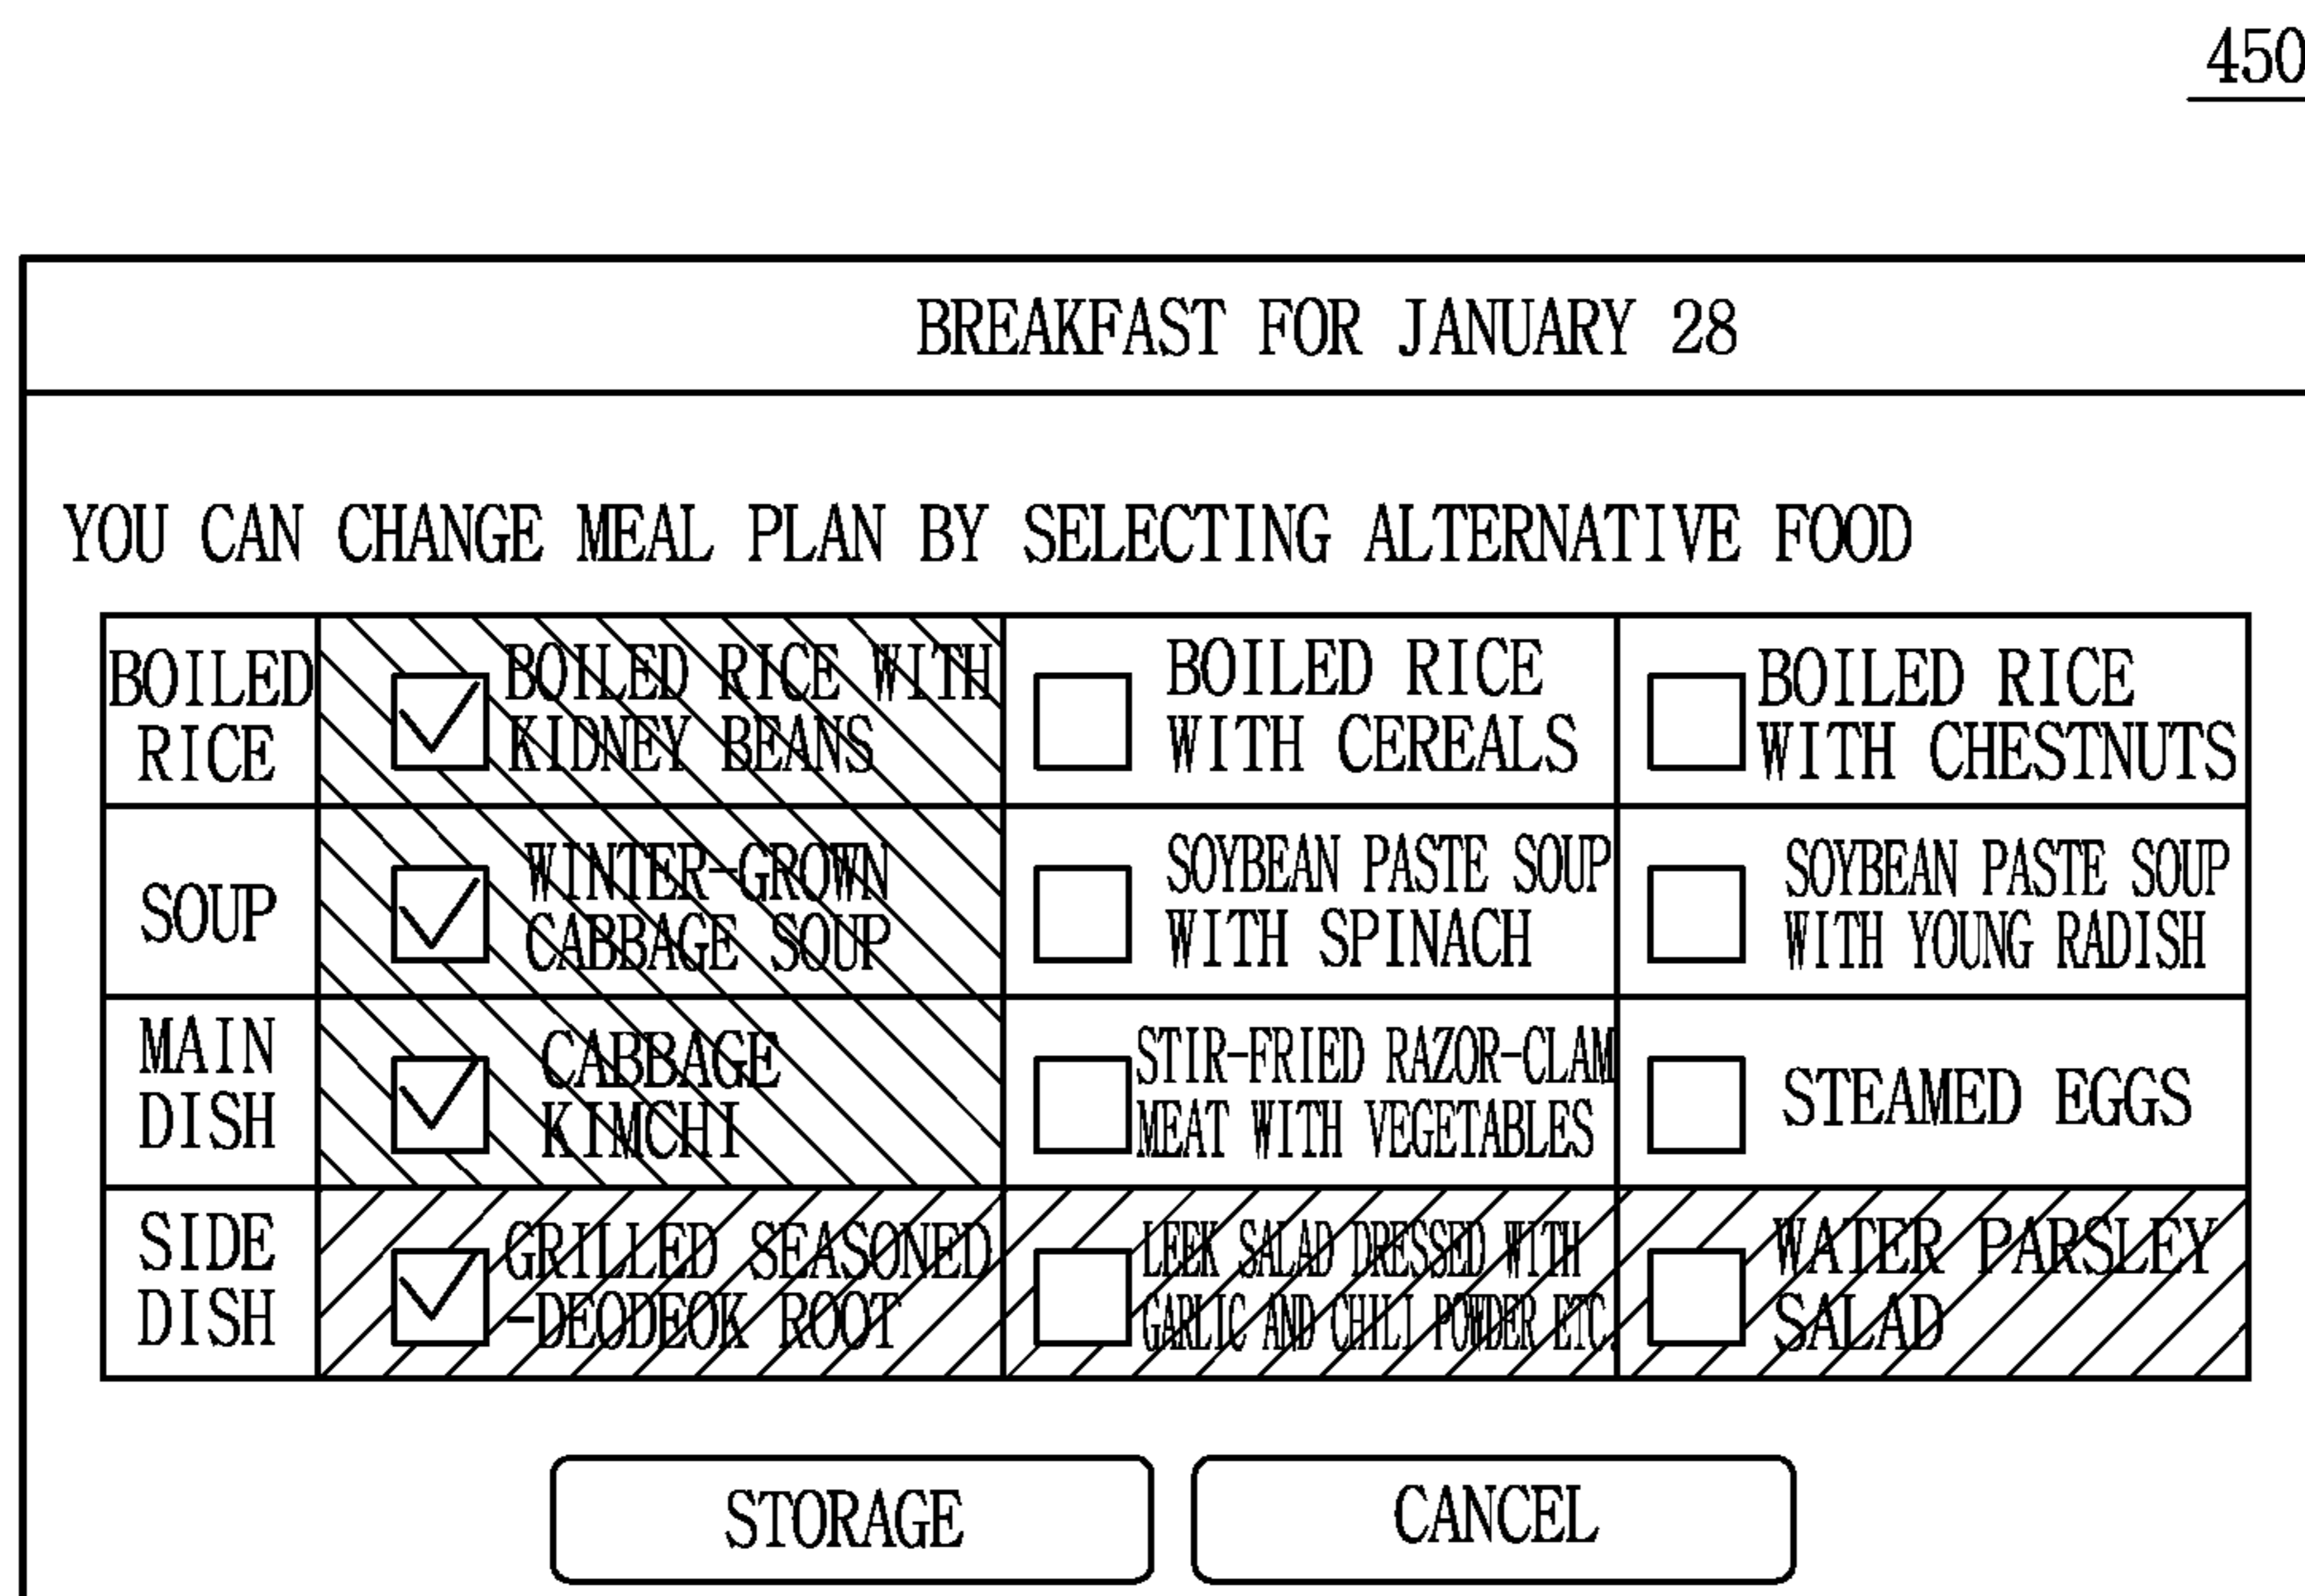 450
BREAKFAST FOR JANUARY 28
YOU CAN CHANGE MEAL PLAN BY SELECTING ALTERNATIVE FOOD
BOILED
RICE
BOILED RICE WITH
KIDNEY BEANS
BOILED RICE
WITH CEREALS
BOILED RICE
WITH CHESTNUTS
SOUP
WINTER-GROWN
CABBAGE SOUP
SOYBEAN PASTE SOUP
WITH SPINACH
SOYBEAN PASTE SOUP
WITH YOUNG RADISH
MAIN
DISH
CABBAGE
KIMCHI
STIR-FRIED RAZOR-CLAM
MEAT WITH VEGETABLES
STEAMED EGGS
SIDE
DISH
GRILLED SEASONED
-DEODEOK ROOT
LEEK SALAD DRESSED WITH
GARLIC AND CHILI POWDER ETC.
WATER PARSLEY
SALAD
STORAGE
CANCEL